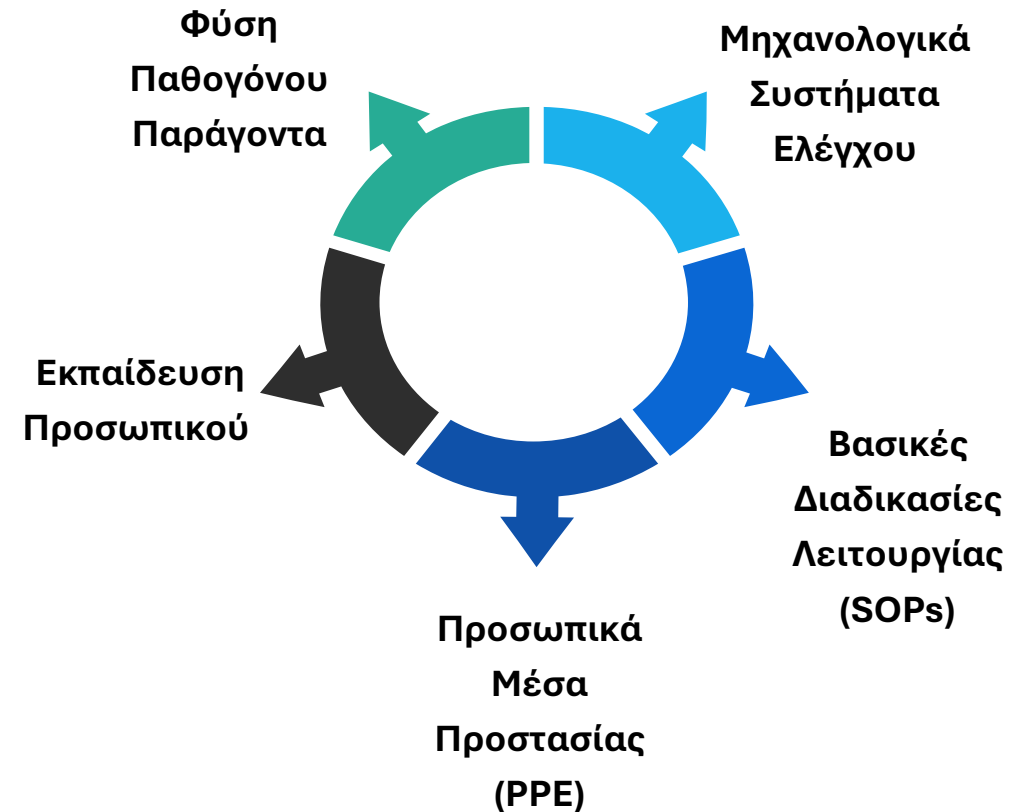 Φύση
Παθογόνου
Παράγοντα
Μηχανολογικά
Συστήματα
Ελέγχου
Εκπαίδευση
Προσωπικού
Βασικές
Διαδικασίες
Λειτουργίας
(SOPs)
Προσωπικά
Μέσα
Προστασίας
(PPE)